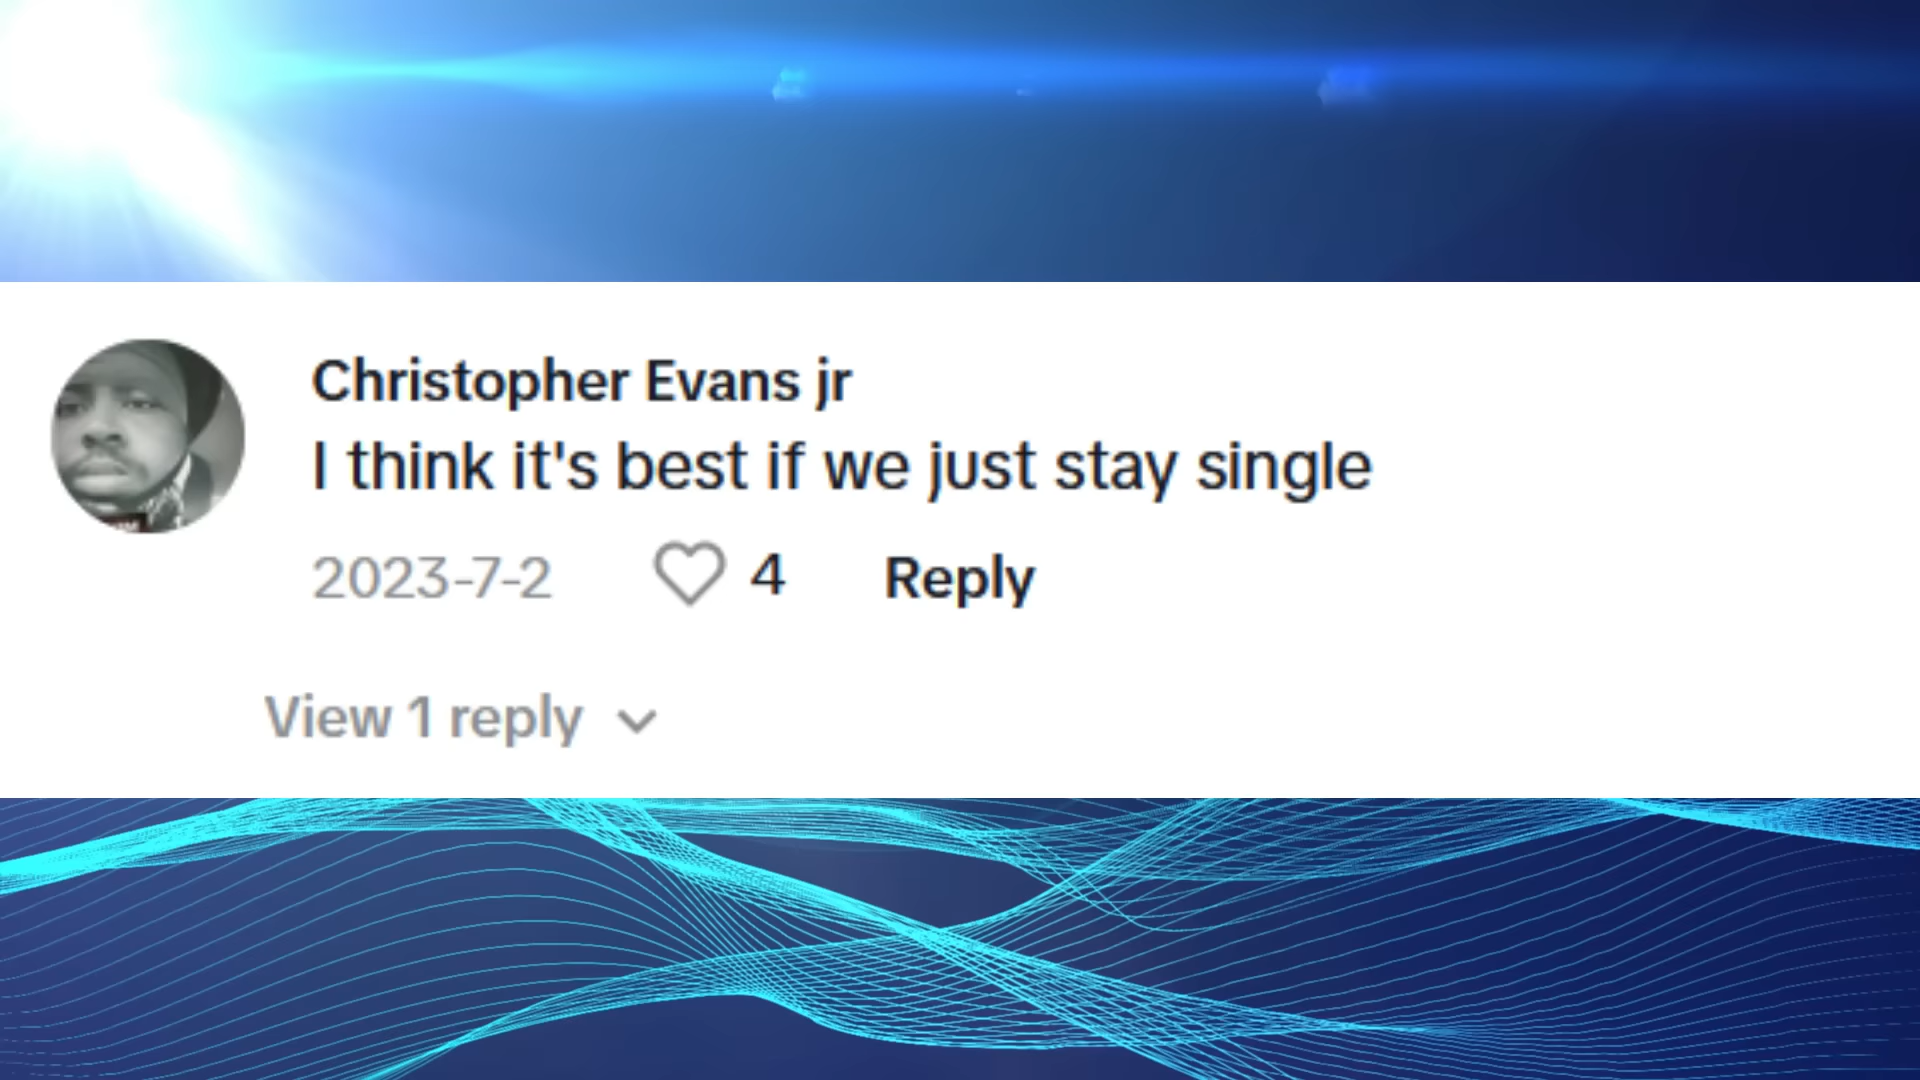 Christopher Evans jr
I think it's best if we just stay single
2023-7-2 4 Reply
View 1 reply